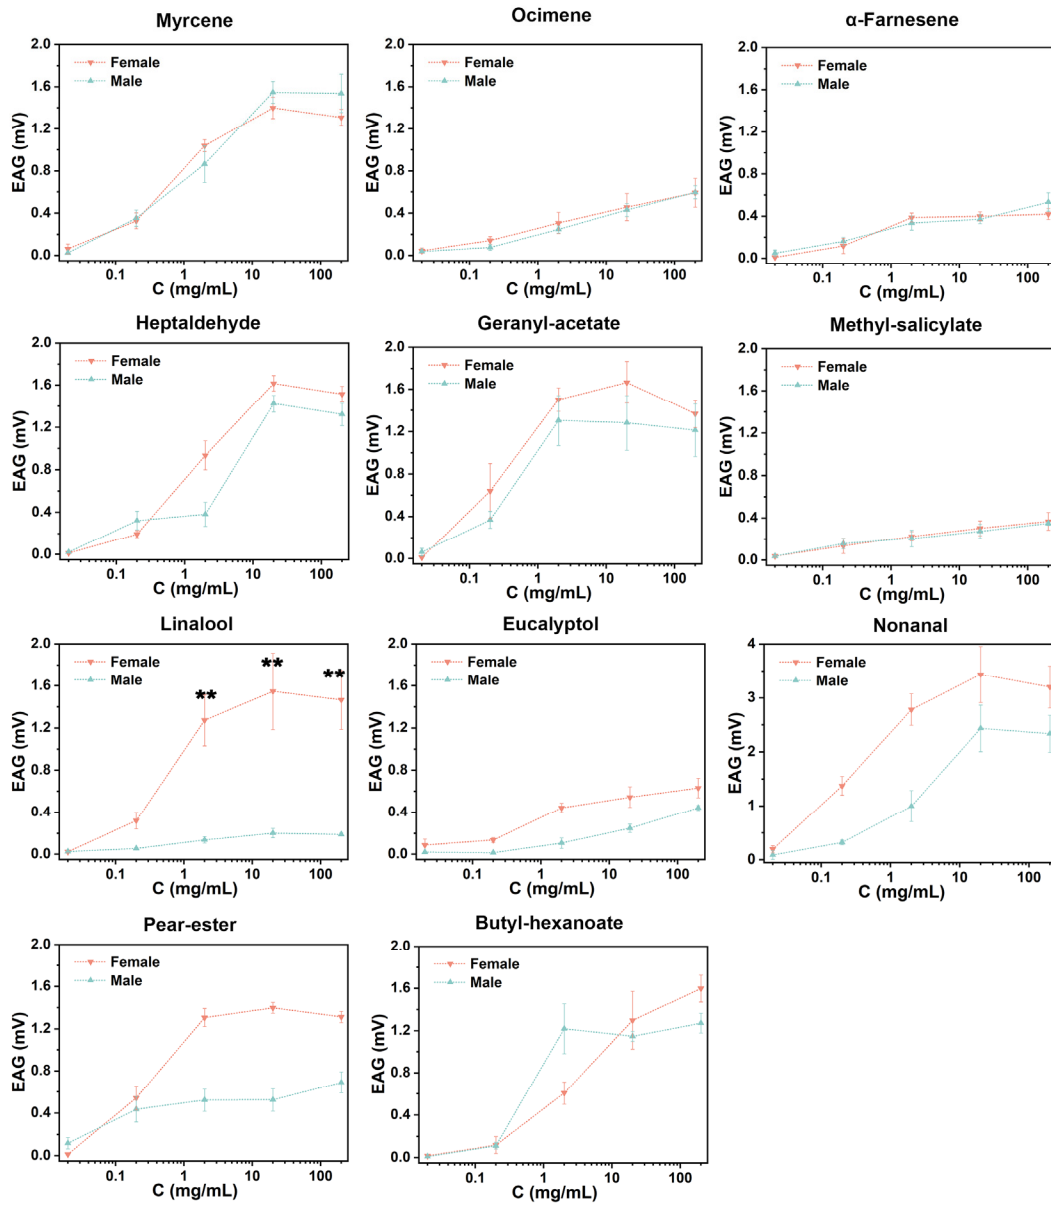 Myrcene
2.0
1.6
1.2
0.8
0.4
0.0
EAG (mV)
Female
Male
0.1 1 10 100
C (mg/mL)
Ocimene
2.0
1.6
1.2
0.8
0.4
0.0
EAG (mV)
Female
Male
0.1 1 10 100
C (mg/mL)
α-Farnesene
2.0
1.6
1.2
0.8
0.4
0.0
EAG (mV)
Female
Male
0.1 1 10 100
C (mg/mL)
Heptaldehyde
2.0
1.6
1.2
0.8
0.4
0.0
EAG (mV)
Female
Male
0.1 1 10 100
C (mg/mL)
Geranyl-acetate
2.0
1.6
1.2
0.8
0.4
0.0
EAG (mV)
Female
Male
0.1 1 10 100
C (mg/mL)
Methyl-salicylate
2.0
1.6
1.2
0.8
0.4
0.0
EAG (mV)
Female
Male
0.1 1 10 100
C (mg/mL)
Linalool
2.0
1.6
1.2
0.8
0.4
0.0
EAG (mV)
Female
Male
** ** **
0.1 1 10 100
C (mg/mL)
Eucalyptol
2.0
1.6
1.2
0.8
0.4
0.0
EAG (mV)
Female
Male
0.1 1 10 100
C (mg/mL)
Nonanal
4
3
2
1
0
EAG (mV)
Female
Male
0.1 1 10 100
C (mg/mL)
Pear-ester
2.0
1.6
1.2
0.8
0.4
0.0
EAG (mV)
Female
Male
0.1 1 10 100
C (mg/mL)
Butyl-hexanoate
2.0
1.6
1.2
0.8
0.4
0.0
EAG (mV)
Female
Male
0.1 1 10 100
C (mg/mL)